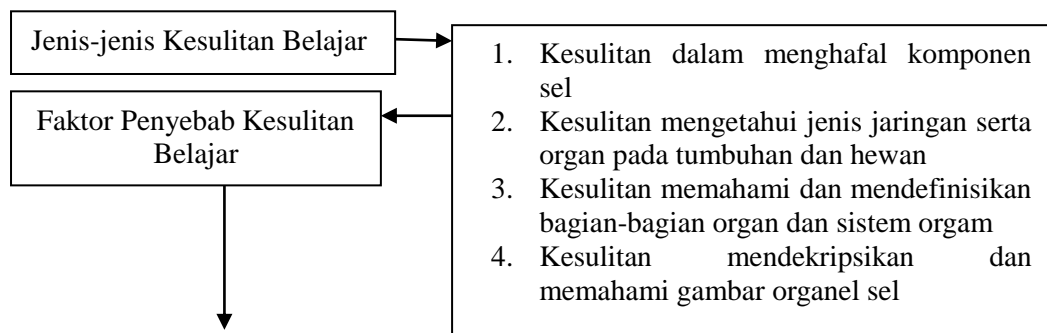 Jenis-jenis Kesulitan Belajar
1. Kesulitan dalam menghafal komponen
sel
2. Kesulitan mengetahui jenis jaringan serta
organ pada tumbuhan dan hewan
3. Kesulitan memahami dan mendefinisikan
bagian-bagian organ dan sistem orgam
4. Kesulitan mendekripsikan dan
memahami gambar organel sel
Faktor Penyebab Kesulitan
Belajar